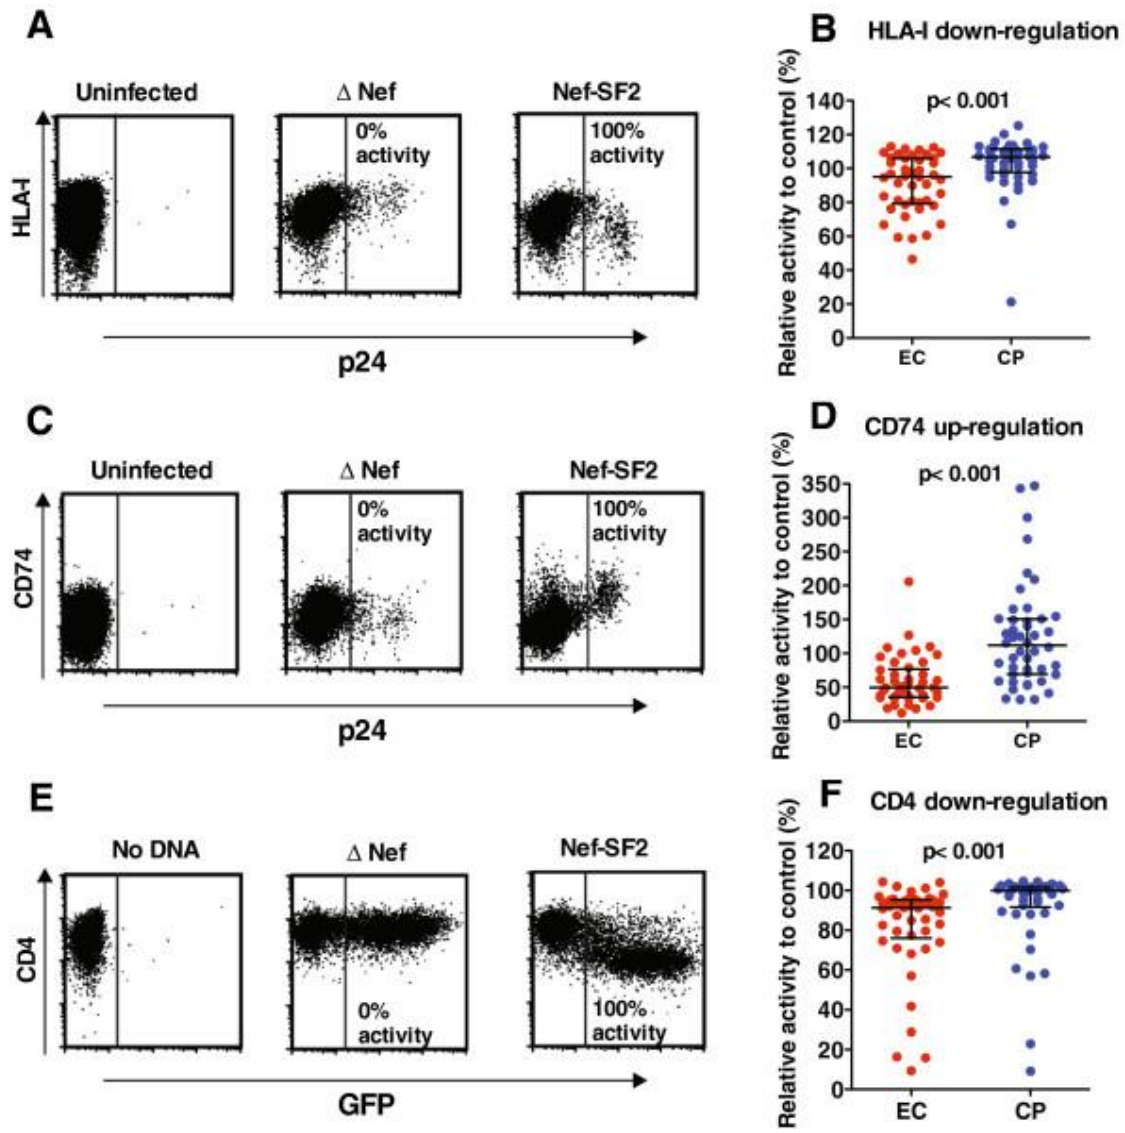 A
Uninfected
Δ Nef
Nef-SF2
0%
activity
100%
activity
HLA-I
p24
B
HLA-I down-regulation
p< 0.001
Relative activity to control (%)
140
120
100
80
60
40
20
0
EC
CP
C
Uninfected
Δ Nef
Nef-SF2
0%
activity
100%
activity
CD74
p24
D
CD74 up-regulation
p< 0.001
Relative activity to control (%)
350
300
250
200
150
100
50
0
EC
CP
E
No DNA
Δ Nef
Nef-SF2
0%
activity
100%
activity
CD4
GFP
F
CD4 down-regulation
p< 0.001
Relative activity to control (%)
120
100
80
60
40
20
0
EC
CP